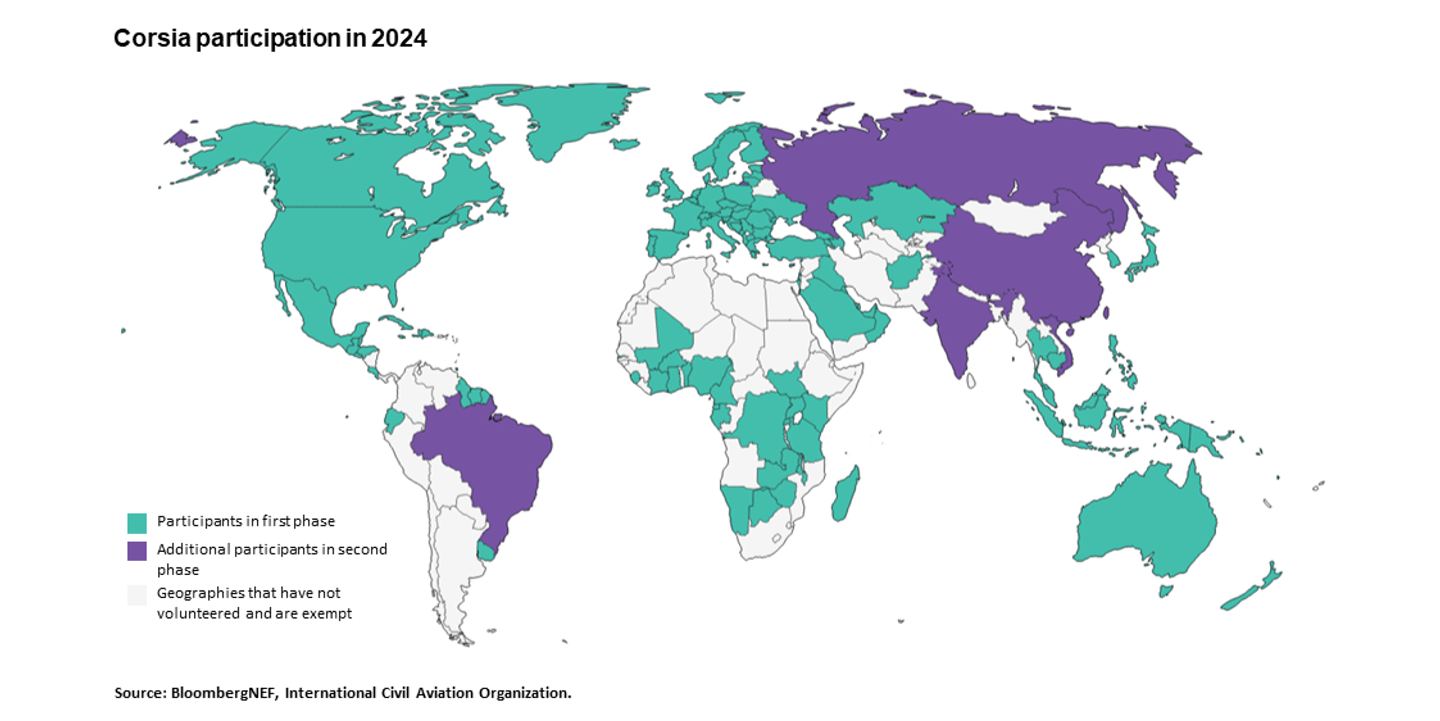 Corsia participation in 2024
Participants in first phase
Additional participants in second
phase
Geographies that have not
volunteered and are exempt
Source: BloombergNEF, International Civil Aviation Organization.